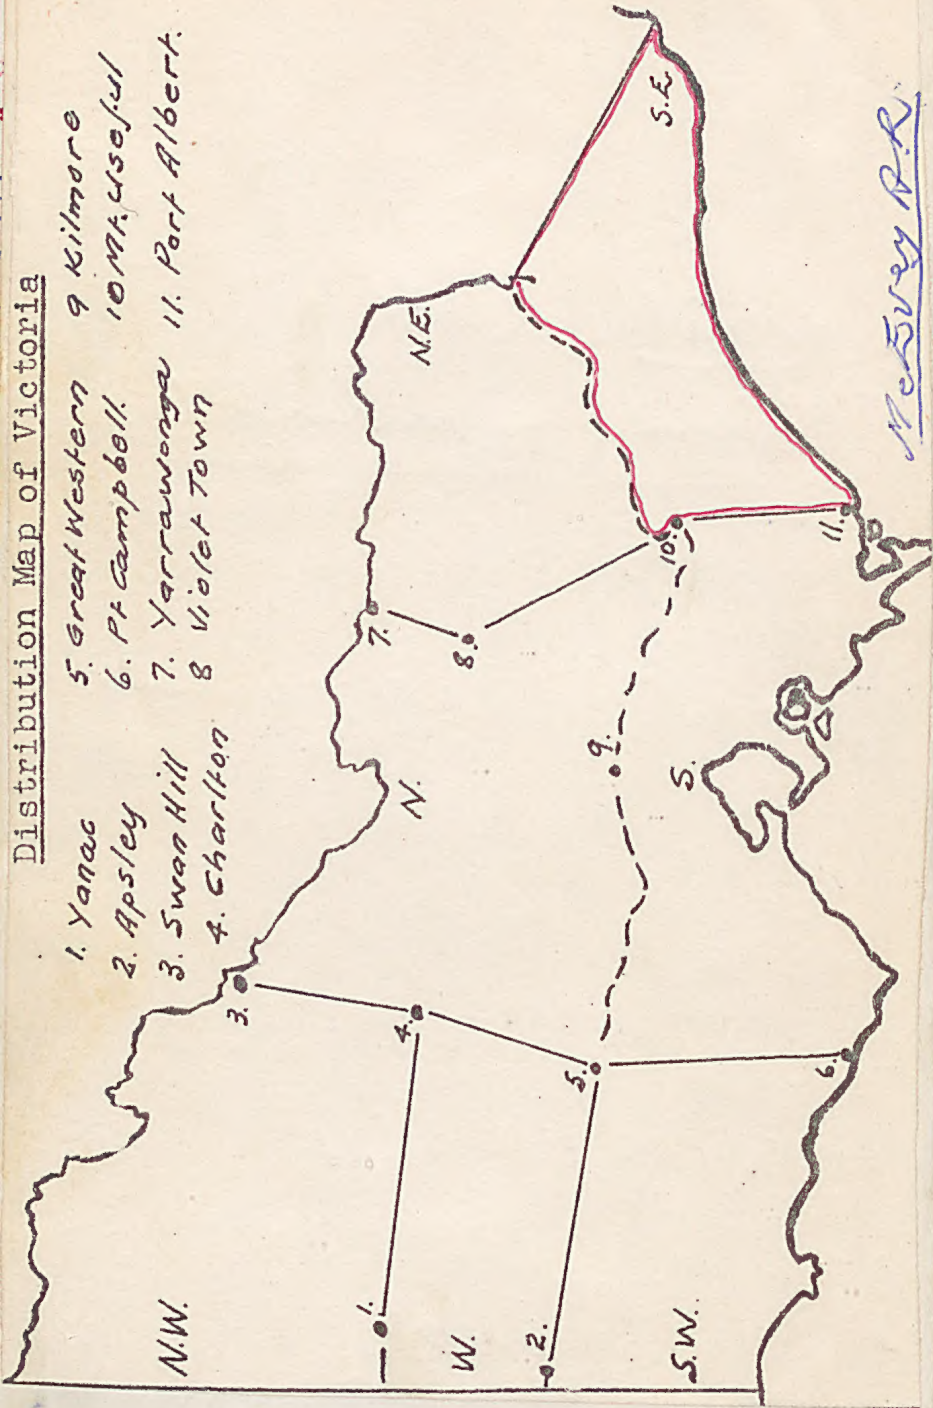 Distribution Map of Victoria
1. Yanac 5. Great Western 9 Kilmore
2. Apsley 6. Pt Campbell. 10 Mt. Useful
3. Swan Hill 7. Yarrawonga 11. Port Albert.
4. Charlton 8 Violet Town
N.W.
3.
N.
7.
N.E.
1.
4.
8.
W.
2.
5.
9.
10.
S.E.
S.W.
S.
6.
11.
McEvey A.R.